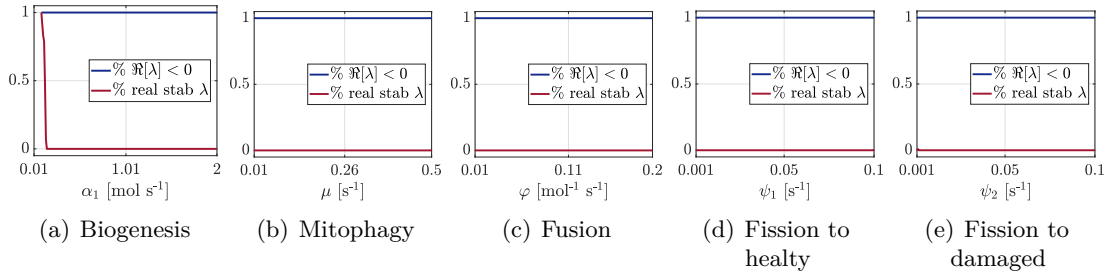 1
0.5
0
% ℜ[λ] < 0
% real stab λ
0.01 1.01 2
α₁ [mol s⁻¹]
(a) Biogenesis
1
0.5
0
% ℜ[λ] < 0
% real stab λ
0.01 0.26 0.5
μ [s⁻¹]
(b) Mitophagy
1
0.5
0
% ℜ[λ] < 0
% real stab λ
0.01 0.11 0.2
φ [mol⁻¹ s⁻¹]
(c) Fusion
1
0.5
0
% ℜ[λ] < 0
% real stab λ
0.001 0.05 0.1
ψ₁ [s⁻¹]
(d) Fission to
healty
1
0.5
0
% ℜ[λ] < 0
% real stab λ
0.001 0.05 0.1
ψ₂ [s⁻¹]
(e) Fission to
damaged